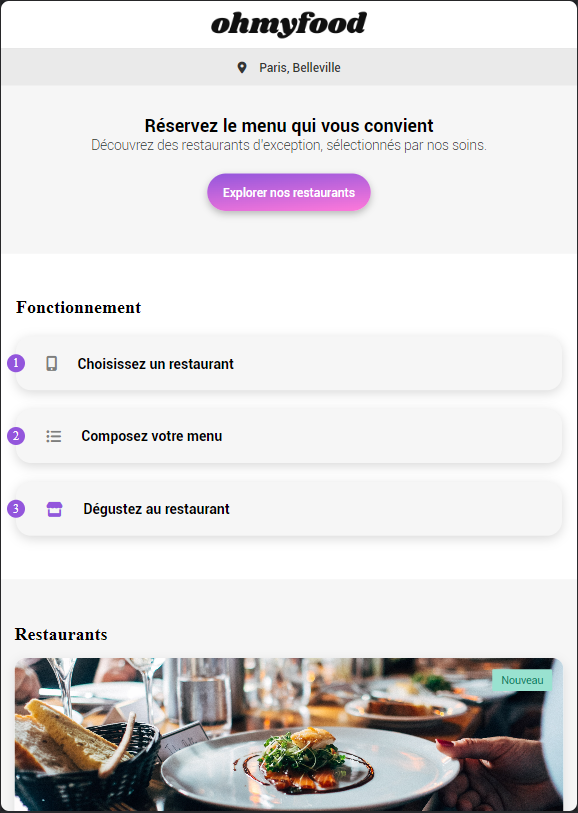 ohmyfood
Paris, Belleville
Réservez le menu qui vous convient
Découvrez des restaurants d'exception, sélectionnés par nos soins.
Explorer nos restaurants
Fonctionnement
1 Choisissez un restaurant
2 Composez votre menu
3 Dégustez au restaurant
Restaurants
Nouveau